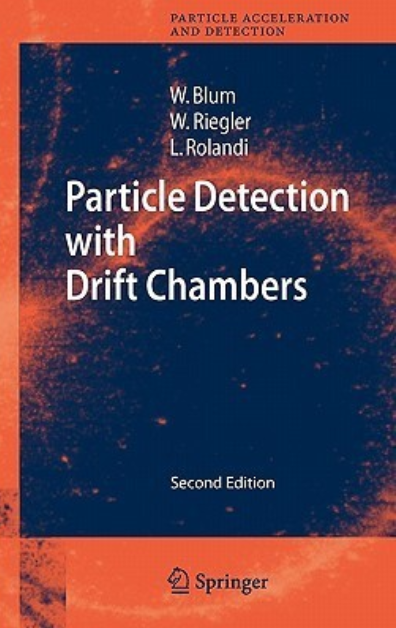 PARTICLE ACCELERATION
AND DETECTION
W. Blum
W. Riegler
L. Rolandi
Particle Detection
with
Drift Chambers
Second Edition
Springer